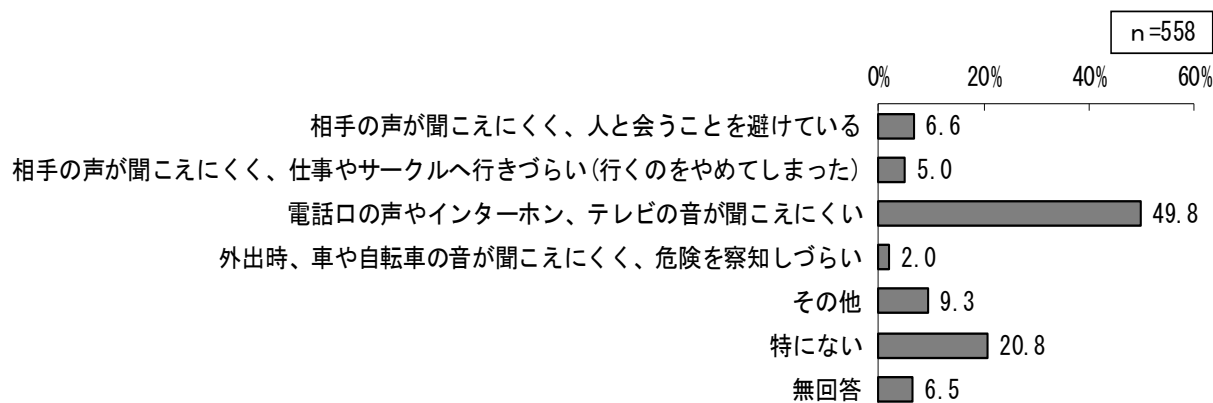 n=558
0% 20% 40% 60%
相手の声が聞こえにくく、人と会うことを避けている 6.6
相手の声が聞こえにくく、仕事やサークルへ行きづらい(行くのをやめてしまった) 5.0
電話口の声やインターホン、テレビの音が聞こえにくい 49.8
外出時、車や自転車の音が聞こえにくく、危険を察知しづらい 2.0
その他 9.3
特にない 20.8
無回答 6.5